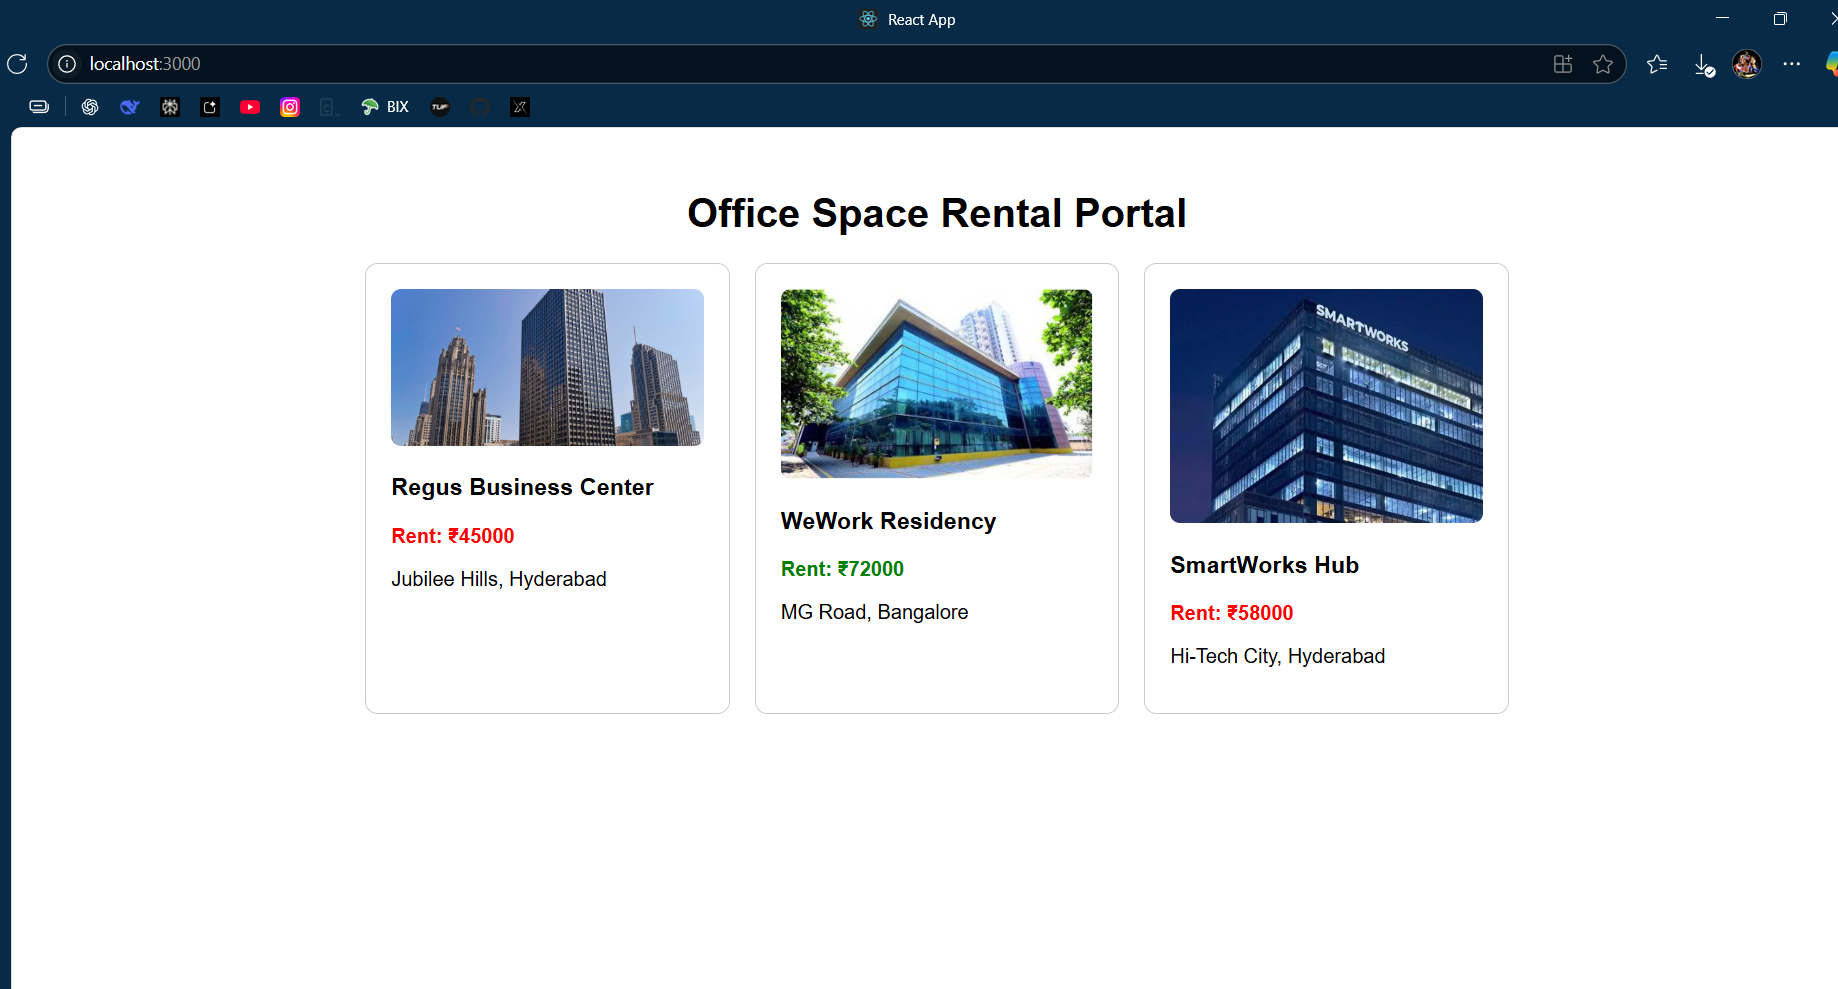 React App
localhost:3000
BIX
TUF
Office Space Rental Portal
SMARTWORKS
Regus Business Center
Rent: ₹45000
Jubilee Hills, Hyderabad
WeWork Residency
Rent: ₹72000
MG Road, Bangalore
SmartWorks Hub
Rent: ₹58000
Hi-Tech City, Hyderabad